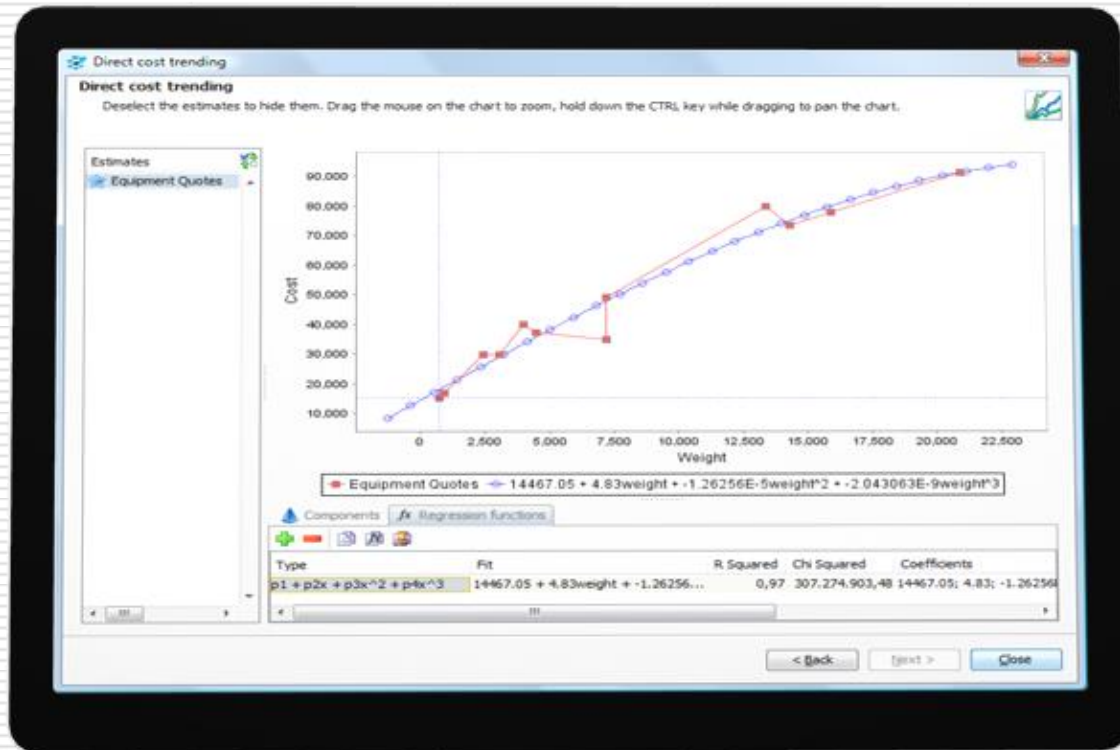 Direct cost trending
Direct cost trending
Deselect the estimates to hide them. Drag the mouse on the chart to zoom, hold down the CTRL key while dragging to pan the chart.
Estimates
Equipment Quotes
90,000
80,000
70,000
60,000
50,000
40,000
30,000
20,000
10,000
Cost
0 2,500 5,000 7,500 10,000 12,500 15,000 17,500 20,000 22,500
Weight
Equipment Quotes 14467.05 + 4.83weight + -1.26256E-5weight^2 + -2.043063E-9weight^3
Components fx Regression functions
Type Fit R Squared Chi Squared Coefficients
p1 + p2x + p3x^2 + p4x^3 14467.05 + 4.83weight + -1.26256... 0,97 307.274.903,48 14467.05; 4.83; -1.26256
< Back Next > Close